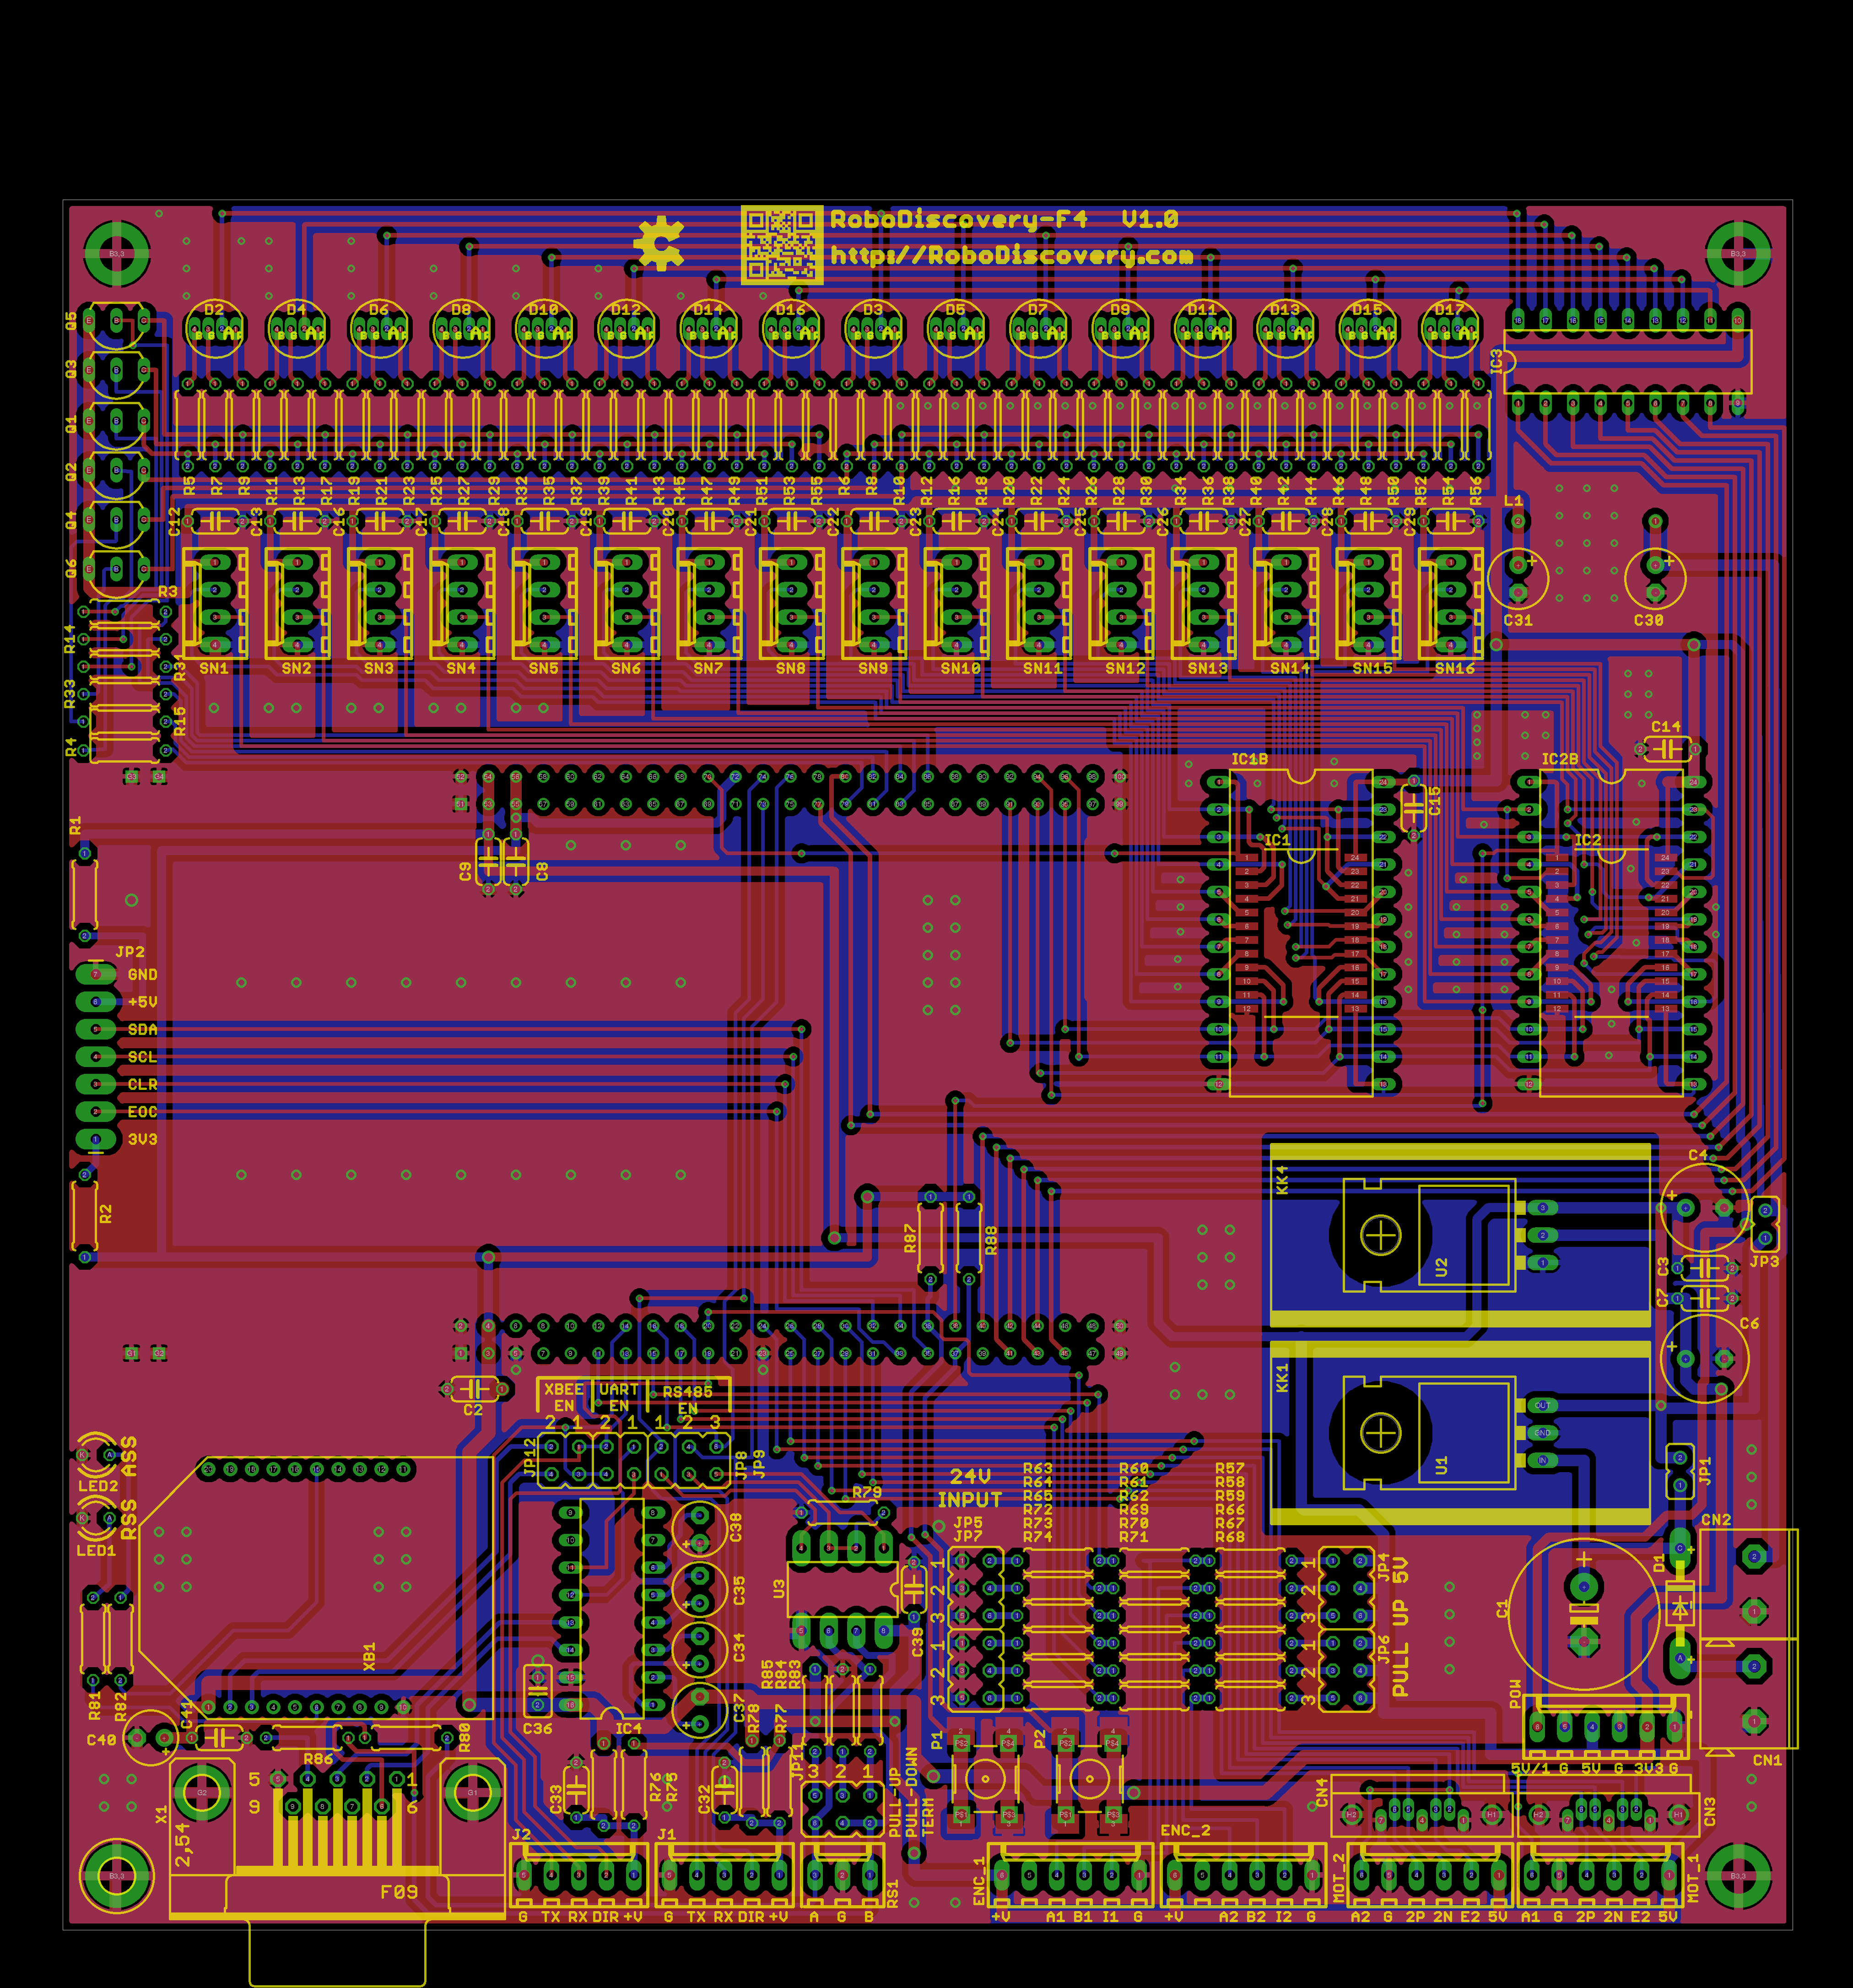 RoboDiscovery-F4 V1.0
http://RoboDiscovery.com
Q5 Q3 Q1 Q2 Q4 Q6
D2 D4 D6 D8 D10 D12 D14 D16 D3 D5 D7 D9 D11 D13 D15 D17
IC3
R5 R7 R9 R11 R13 R17 R19 R21 R23 R25 R27 R29 R32 R35 R37 R39 R41 R43 R45 R47 R49 R51 R53 R55 R6 R8 R10 R12 R16 R18 R20 R22 R24 R26 R28 R30 R34 R36 R38 R40 R42 R44 R46 R48 R50 R52 R54 R56
C12 C13 C16 C17 C18 C19 C20 C21 C22 C23 C24 C25 C26 C27 C28 C29
L1
C31 C30
SN1 SN2 SN3 SN4 SN5 SN6 SN7 SN8 SN9 SN10 SN11 SN12 SN13 SN14 SN15 SN16
R3
R14
R33 R15
R4
C14
IC1B IC2B
C15
IC1 IC2
R1
C9 C8
JP2
GND
+5V
SDA
SCL
CLR
EOC
3V3
R2
R87 R88
KK4
U2
C4
JP3
C3
C7
C6
KK1
U1
JP1
CN2
C2
XBEE EN
UART EN
RS485 EN
2 1 2 1 1 2 3
JP12 JP8 JP9
ASS
LED2
RSS
LED1
XB1
R81 R82
C40 C41
R86 R80
IC4
C36
C38
C35
C34
C37
R79
U3
C39
R85 R84 R83
R78 R77
24V
INPUT
JP5
JP7
R63 R60 R57
R64 R61 R58
R65 R62 R59
R72 R69 R66
R73 R70 R67
R74 R71 R68
1 2 3 1 2 3
JP4
JP6
PULL UP 5V
C1
D1
POW
CN1
5V/1 G 5V G 3V3 G
P1 P2
C33 R76 R75 C32
JP11
3 2 1
PULL-UP
PULL-DOWN
TERM
X1
2,54
F09
5 1
9 6
J2 J1 RS1
G TX RX DIR +V
G TX RX DIR +V
A G B
ENC_1 ENC_2
+V A1 B1 I1 G
+V A2 B2 I2 G
CN4 CN3
MOT_2 MOT_1
A2 G 2P 2N E2 5V
A1 G 2P 2N E2 5V